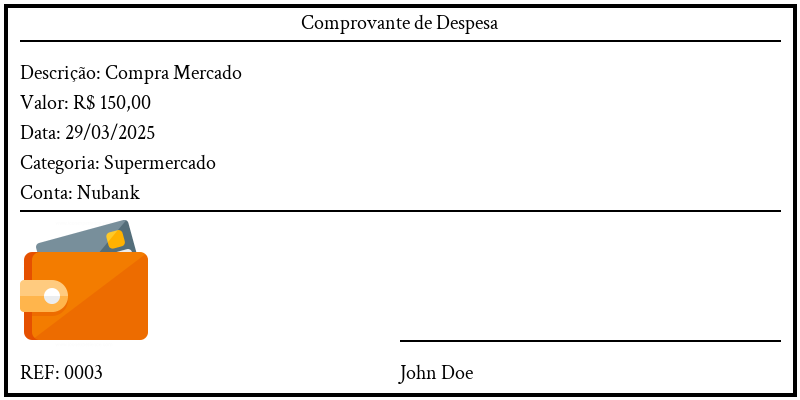 Comprovante de Despesa
Descrição: Compra Mercado
Valor: R$ 150,00
Data: 29/03/2025
Categoria: Supermercado
Conta: Nubank
REF: 0003
John Doe